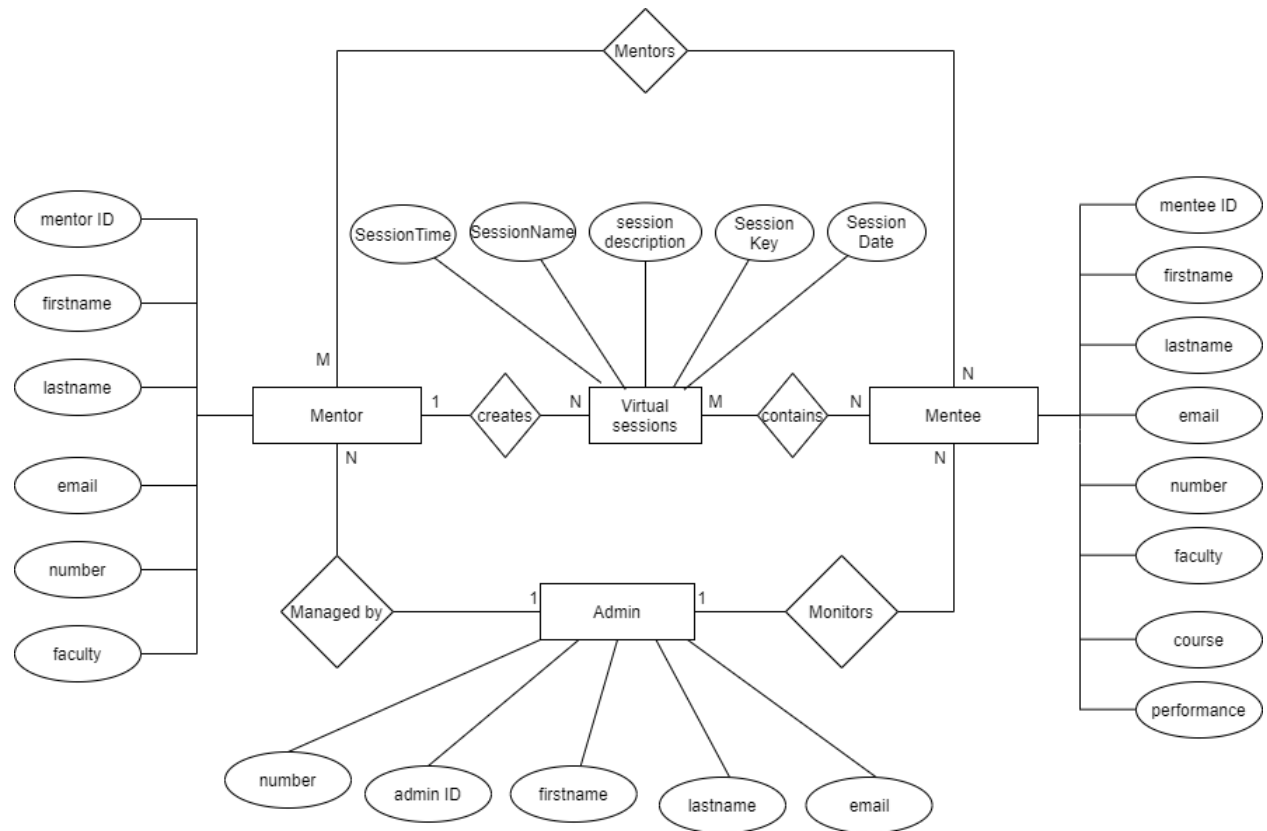 Mentors
mentor ID
firstname
lastname
email
number
faculty
SessionTime
SessionName
session
description
Session
Key
Session
Date
mentee ID
firstname
lastname
email
number
faculty
course
performance
M
N
Mentor
1
creates
N
Virtual
sessions
M
contains
N
Mentee
N
N
Managed by
1
Admin
1
Monitors
number
admin ID
firstname
lastname
email